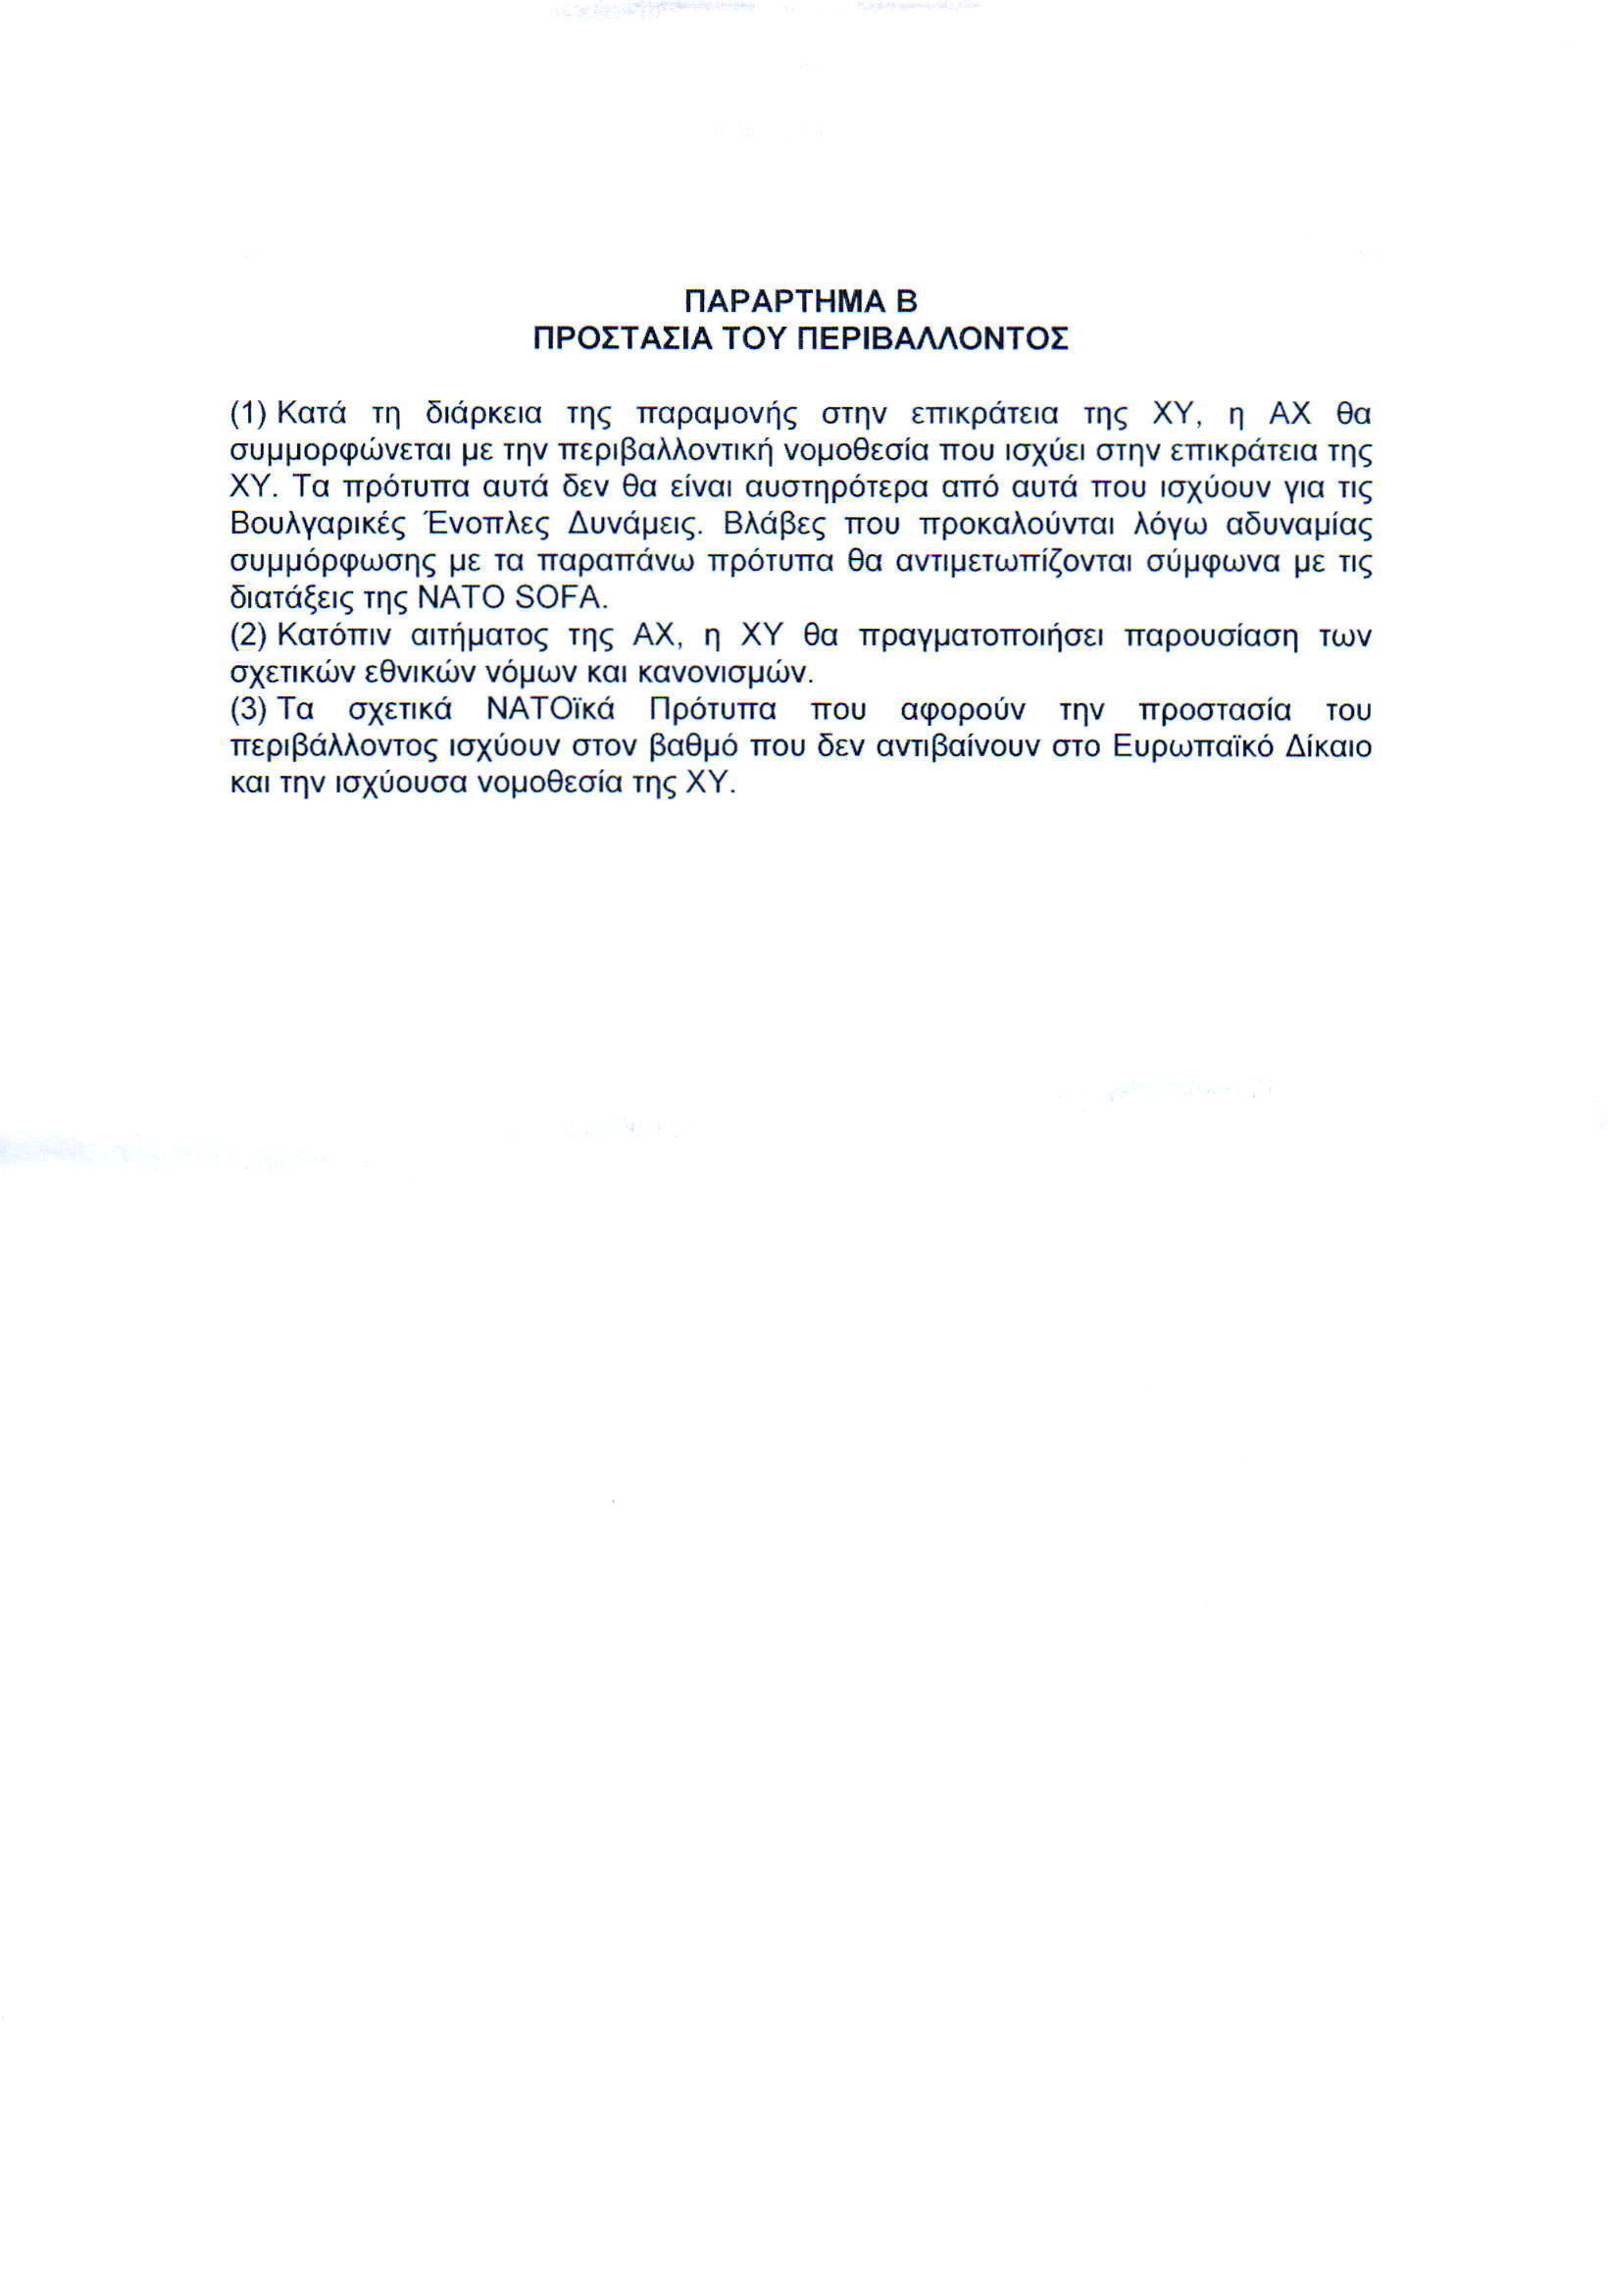 ΠΑΡΑΡΤΗΜΑ Β
ΠΡΟΣΤΑΣΙΑ ΤΟΥ ΠΕΡΙΒΑΛΛΟΝΤΟΣ
(1) Κατά τη διάρκεια της παραμονής στην επικράτεια της ΧΥ, η ΑΧ θα
συμμορφώνεται με την περιβαλλοντική νομοθεσία που ισχύει στην επικράτεια της
ΧΥ. Τα πρότυπα αυτά δεν θα είναι αυστηρότερα από αυτά που ισχύουν για τις
Βουλγαρικές Ένοπλες Δυνάμεις. Βλάβες που προκαλούνται λόγω αδυναμίας
συμμόρφωσης με τα παραπάνω πρότυπα θα αντιμετωπίζονται σύμφωνα με τις
διατάξεις της NATO SOFA.
(2) Κατόπιν αιτήματος της ΑΧ, η ΧΥ θα πραγματοποιήσει παρουσίαση των
σχετικών εθνικών νόμων και κανονισμών.
(3) Τα σχετικά ΝΑΤΟϊκά Πρότυπα που αφορούν την προστασία του
περιβάλλοντος ισχύουν στον βαθμό που δεν αντιβαίνουν στο Ευρωπαϊκό Δίκαιο
και την ισχύουσα νομοθεσία της ΧΥ.